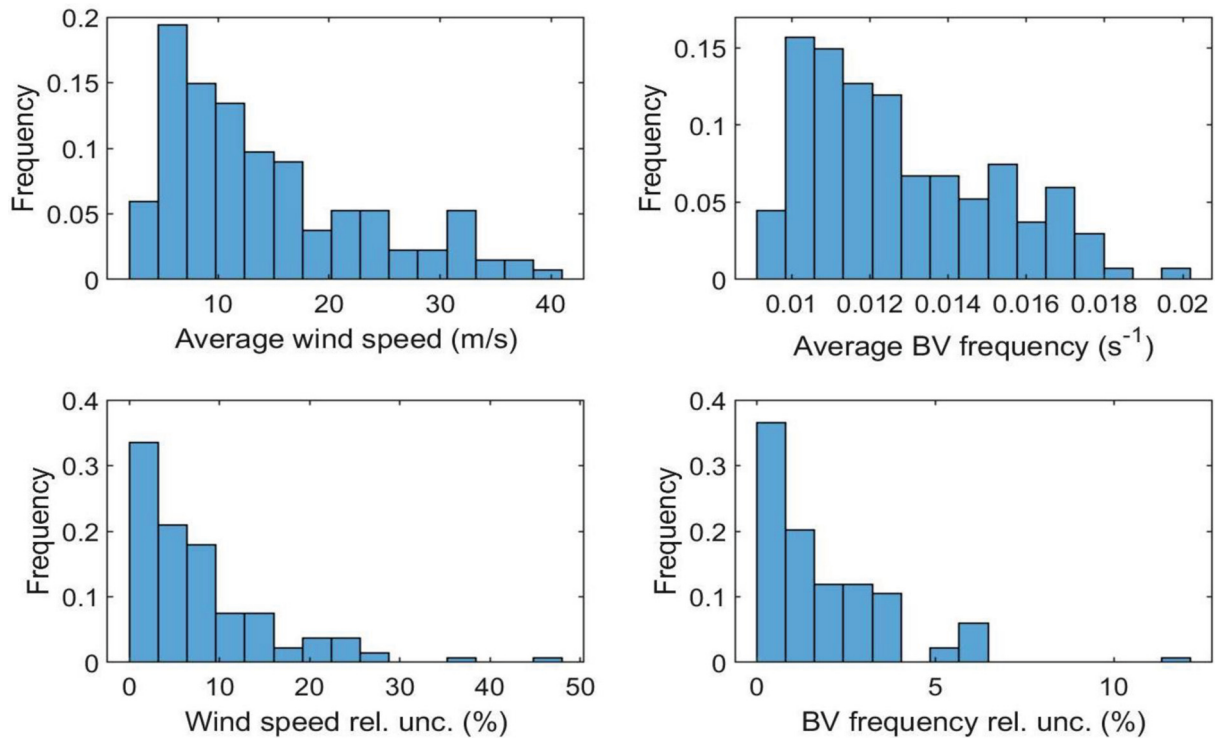 0.2
0.15
0.1
0.05
0
Frequency
10 20 30 40
Average wind speed (m/s)
0.15
0.1
0.05
0
Frequency
0.01 0.012 0.014 0.016 0.018 0.02
Average BV frequency (s⁻¹)
0.4
0.3
0.2
0.1
0
Frequency
0 10 20 30 40 50
Wind speed rel. unc. (%)
0.4
0.3
0.2
0.1
0
Frequency
0 5 10
BV frequency rel. unc. (%)